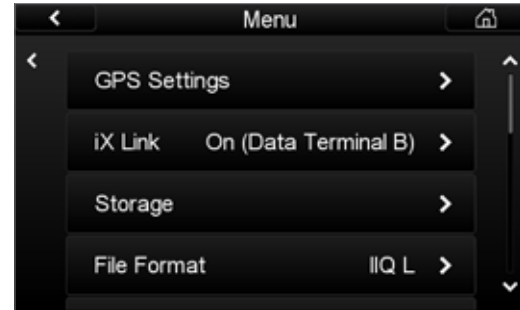 Menu
GPS Settings
iX Link On (Data Terminal B)
Storage
File Format IIQ L